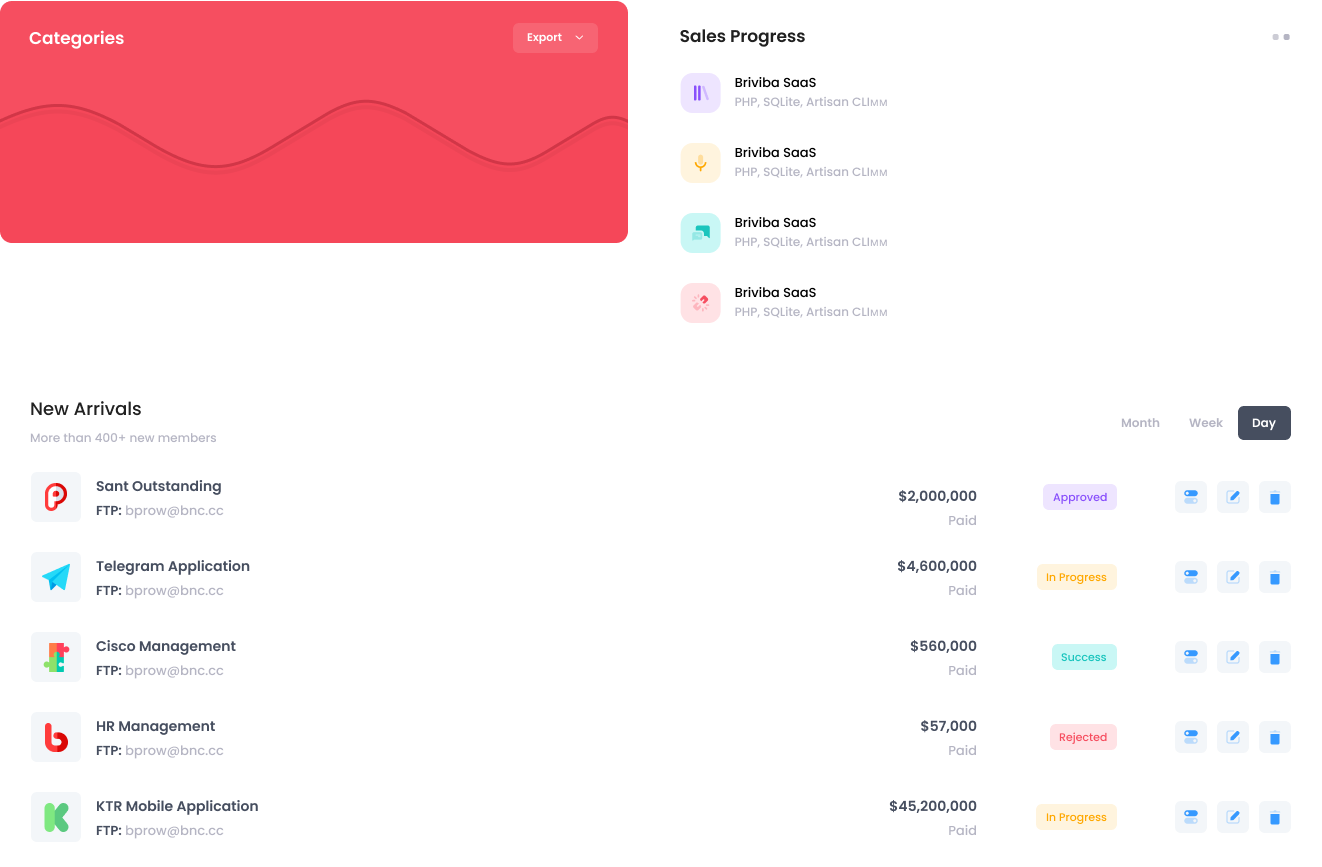 Categories
Export
Sales Progress
Briviba SaaS
PHP, SQLite, Artisan CLIмм
Briviba SaaS
PHP, SQLite, Artisan CLIмм
Briviba SaaS
PHP, SQLite, Artisan CLIмм
Briviba SaaS
PHP, SQLite, Artisan CLIмм
New Arrivals
More than 400+ new members
Month Week Day
Sant Outstanding
FTP: bprow@bnc.cc
$2,000,000
Paid
Approved
Telegram Application
FTP: bprow@bnc.cc
$4,600,000
Paid
In Progress
Cisco Management
FTP: bprow@bnc.cc
$560,000
Paid
Success
HR Management
FTP: bprow@bnc.cc
$57,000
Paid
Rejected
KTR Mobile Application
FTP: bprow@bnc.cc
$45,200,000
Paid
In Progress